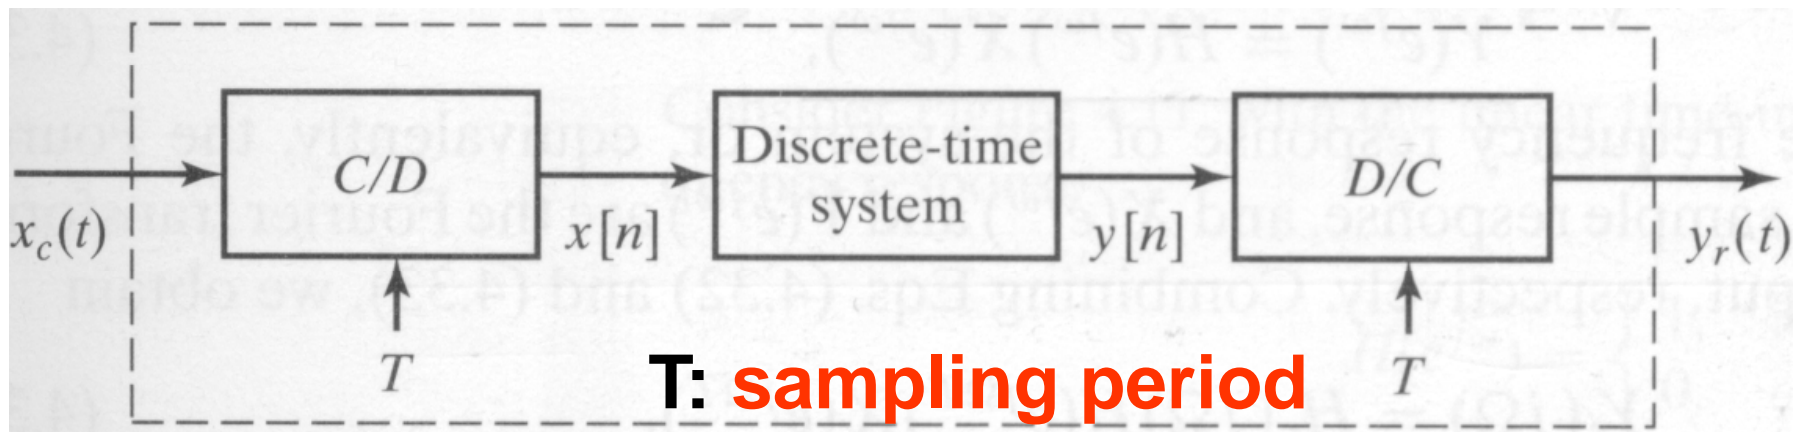 C/D
Discrete-time
system
D/C
x_c(t)
x[n]
y[n]
y_r(t)
T
T: sampling period
T